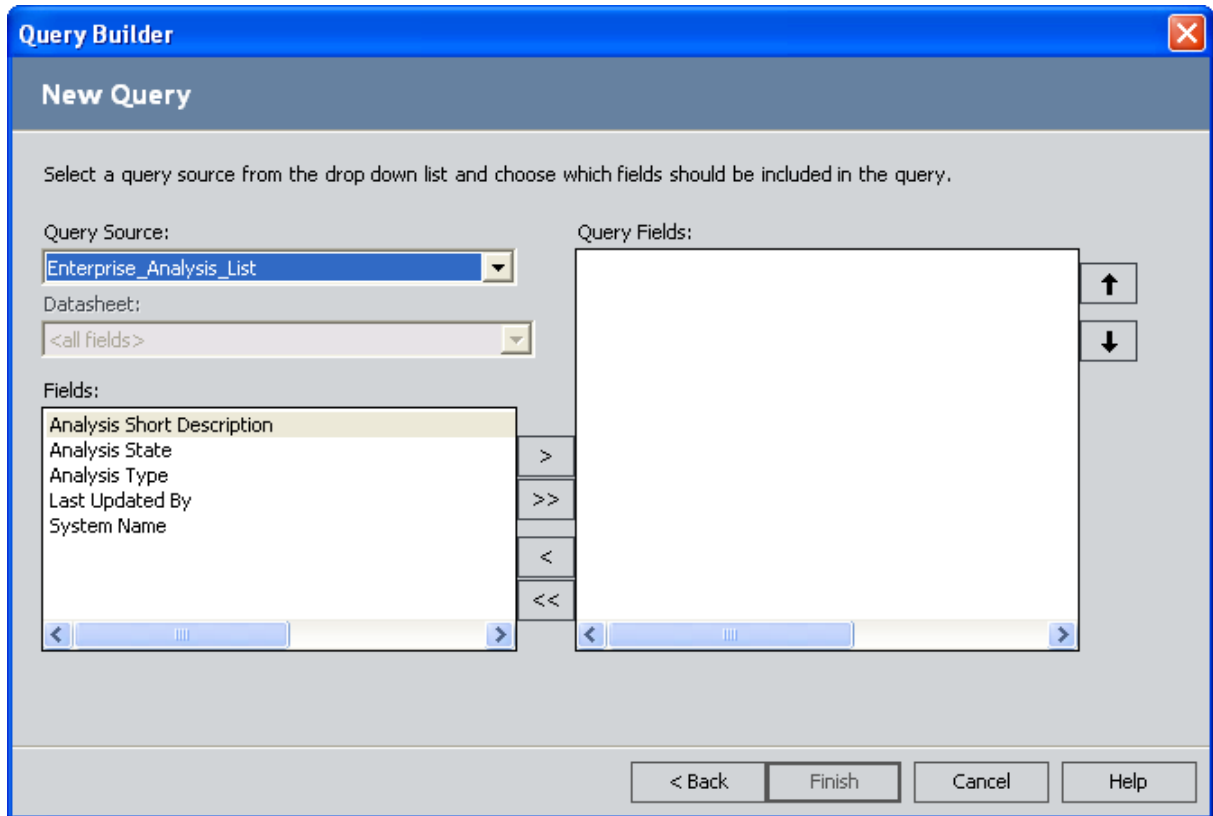 Query Builder
New Query
Select a query source from the drop down list and choose which fields should be included in the query.
Query Source:
Enterprise_Analysis_List
Datasheet:
<all fields>
Fields:
Analysis Short Description
Analysis State
Analysis Type
Last Updated By
System Name
>
>>
<
<<
Query Fields:
< Back
Finish
Cancel
Help